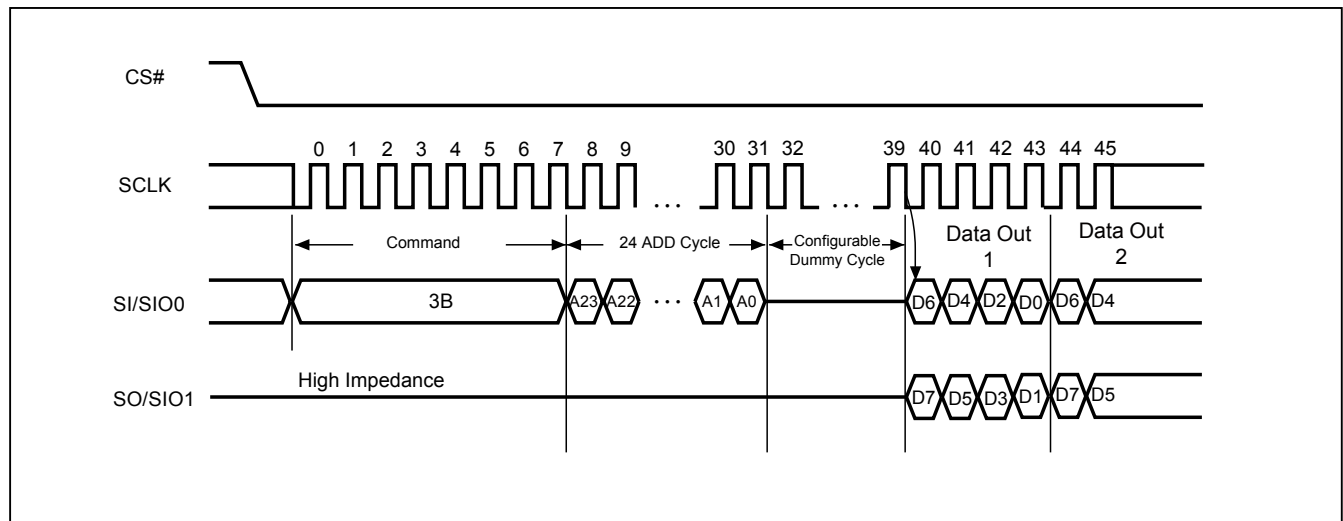 CS#
0 1 2 3 4 5 6 7 8 9 30 31 32 39 40 41 42 43 44 45
SCLK
... ...
Command 24 ADD Cycle Configurable Dummy Cycle Data Out 1 Data Out 2
SI/SIO0 3B A23 A22 ... A1 A0 D6 D4 D2 D0 D6 D4
High Impedance
SO/SIO1 D7 D5 D3 D1 D7 D5